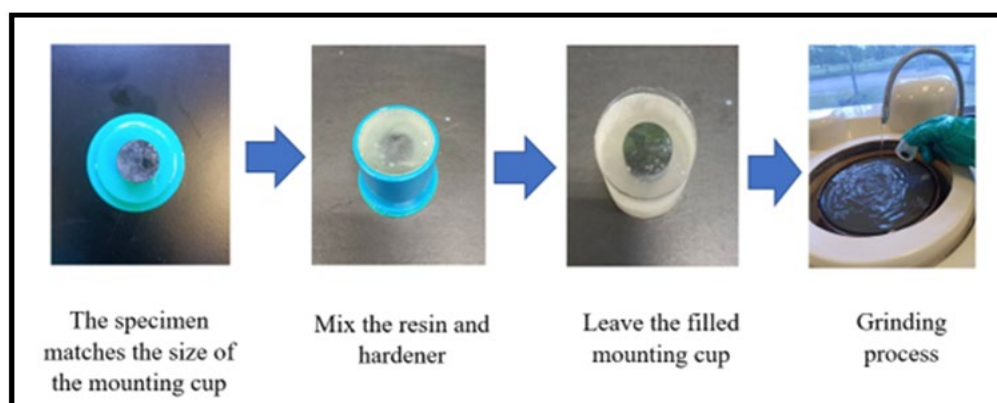 The specimen
matches the size of
the mounting cup
Mix the resin and
hardener
Leave the filled
mounting cup
Grinding
process